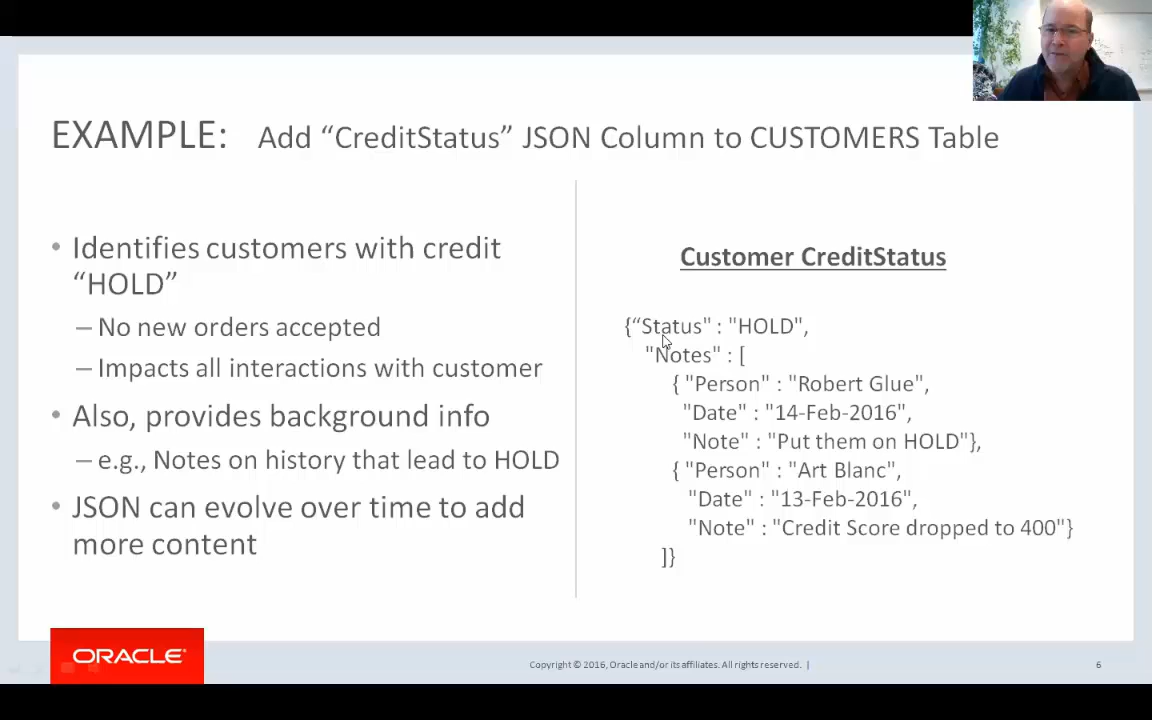 EXAMPLE: Add “CreditStatus” JSON Column to CUSTOMERS Table
• Identifies customers with credit
“HOLD”
– No new orders accepted
– Impacts all interactions with customer
• Also, provides background info
– e.g., Notes on history that lead to HOLD
• JSON can evolve over time to add
more content
Customer CreditStatus
{“Status" : "HOLD",
"Notes" : [
{ "Person" : "Robert Glue",
"Date" : "14-Feb-2016",
"Note" : "Put them on HOLD"},
{ "Person" : "Art Blanc",
"Date" : "13-Feb-2016",
"Note" : "Credit Score dropped to 400"}
]}
ORACLE®
Copyright © 2016, Oracle and/or its affiliates. All rights reserved. |
6